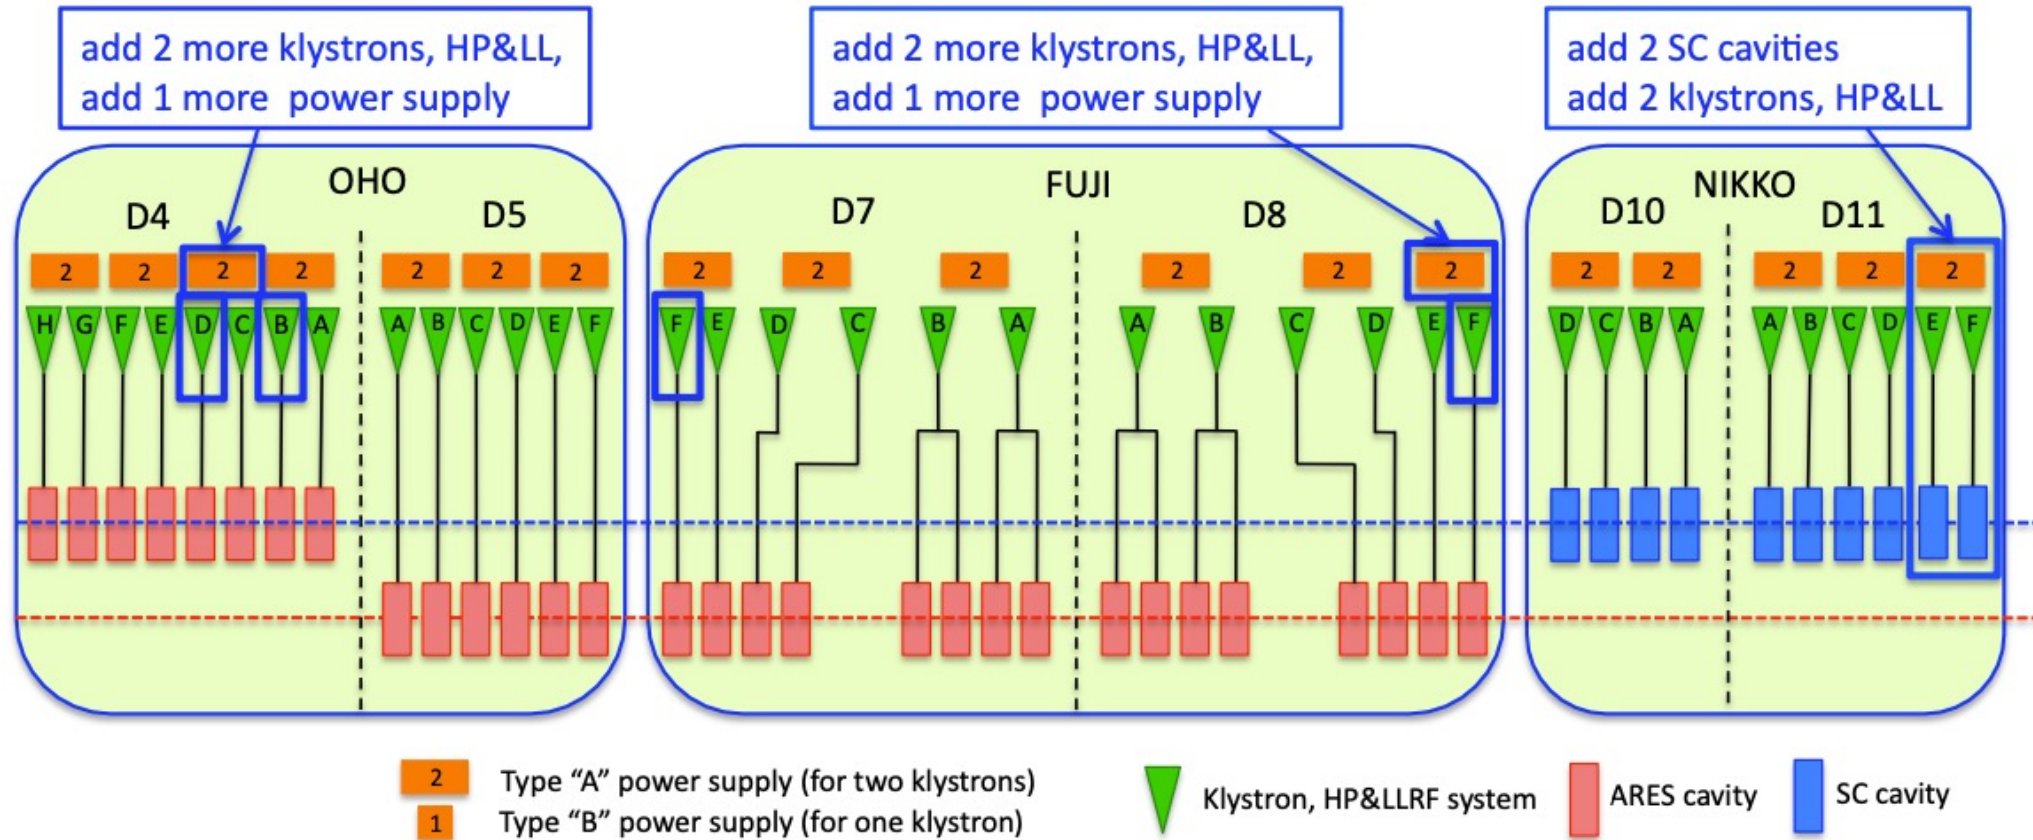 add 2 more klystrons, HP&LL,
add 1 more power supply
add 2 more klystrons, HP&LL,
add 1 more power supply
add 2 SC cavities
add 2 klystrons, HP&LL
OHO
D4
D5
2 2 2 2 2 2 2
H G F E D C B A A B C D E F
FUJI
D7
D8
2 2 2 2 2 2
F E D C B A A B C D E F
NIKKO
D10
D11
2 2 2 2 2
D C B A A B C D E F
2 Type “A” power supply (for two klystrons)
1 Type “B” power supply (for one klystron)
Klystron, HP&LLRF system
ARES cavity
SC cavity